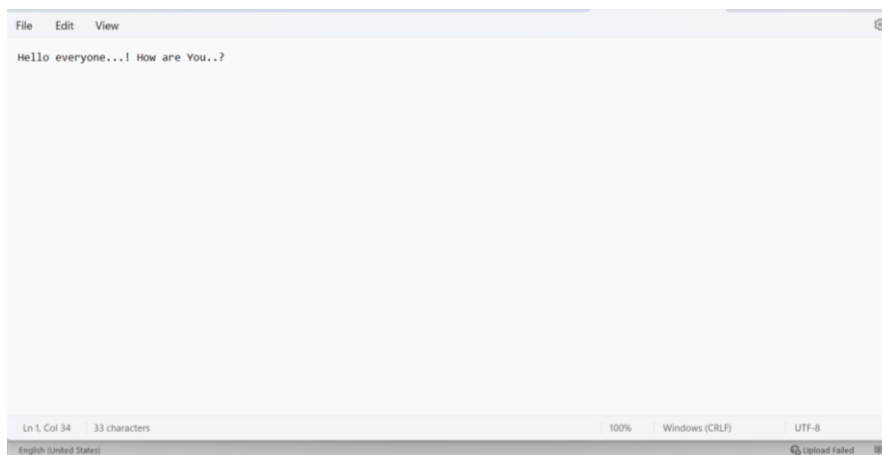 File Edit View
Hello everyone...! How are You..?
Ln 1, Col 34 33 characters 100% Windows (CRLF) UTF-8
English (United States) Upload Failed